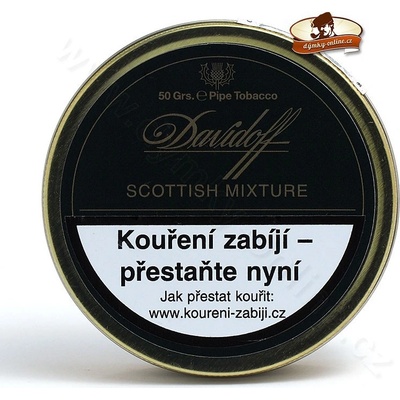 dýmky-online.cz
50 Grs. ℮ Pipe Tobacco
Davidoff
SCOTTISH MIXTURE
Kouření zabíjí –
přestaňte nyní
Jak přestat kouřit:
www.koureni-zabiji.cz